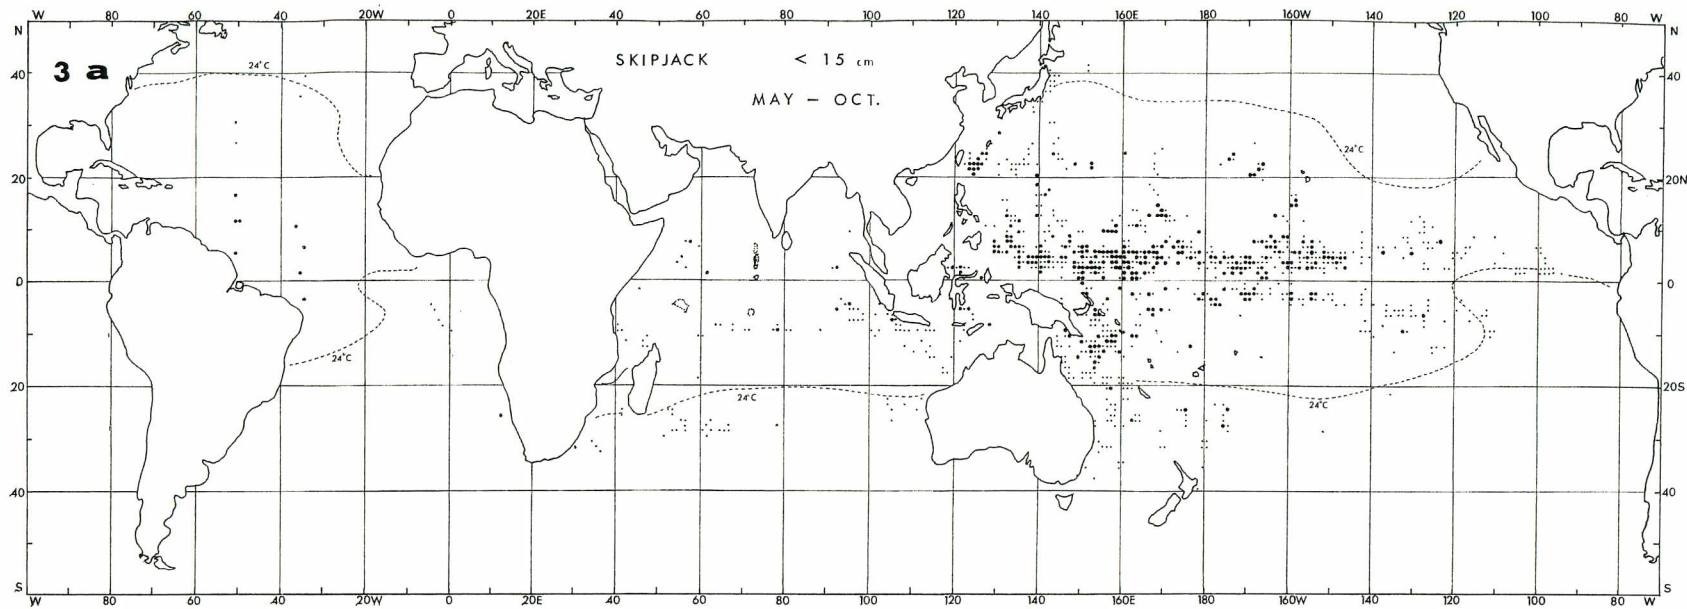 W 80 60 40 20W 0 20E 40 60 80 100 120 140 160E 180 160W 140 120 100 80 W
N N
3 a 24°C SKIPJACK < 15 cm
40 40
MAY – OCT.
24°C
20 20N
0 0
24°C
20 24°C 24°C 20S
40 40
S S
W 80 60 40 20W 0 20E 40 60 80 100 120 140 160E 180 160W 140 120 100 80 W